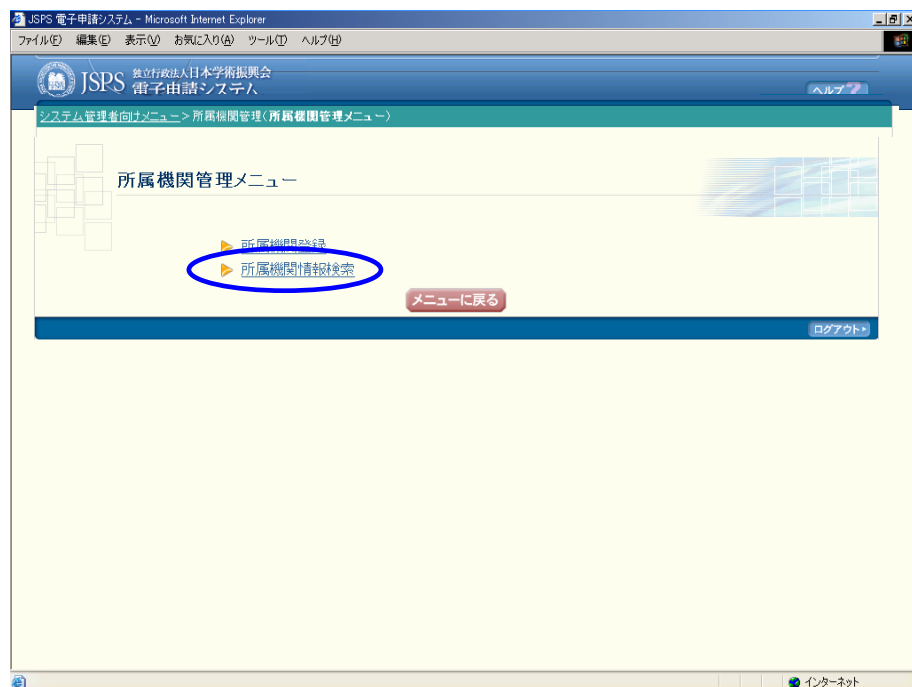 JSPS 電子申請システム - Microsoft Internet Explorer
ファイル(F) 編集(E) 表示(V) お気に入り(A) ツール(T) ヘルプ(H)
JSPS 独立行政法人日本学術振興会
電子申請システム
ヘルプ?
システム管理者向けメニュー>所属機関管理(所属機関管理メニュー)
所属機関管理メニュー
所属機関登録
所属機関情報検索
メニューに戻る
ログアウト
インターネット